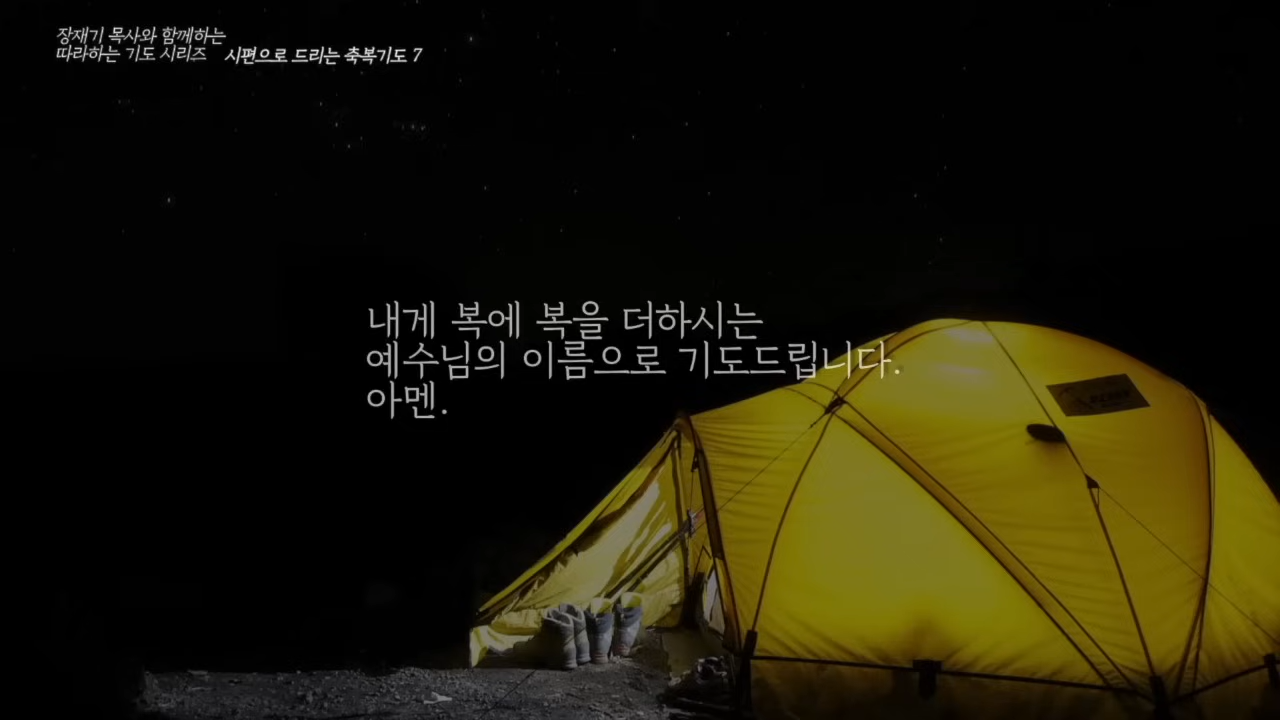 장재기 목사와 함께하는
따라하는 기도 시리즈 시편으로 드리는 축복기도 7
내게 복에 복을 더하시는
예수님의 이름으로 기도드립니다.
아멘.